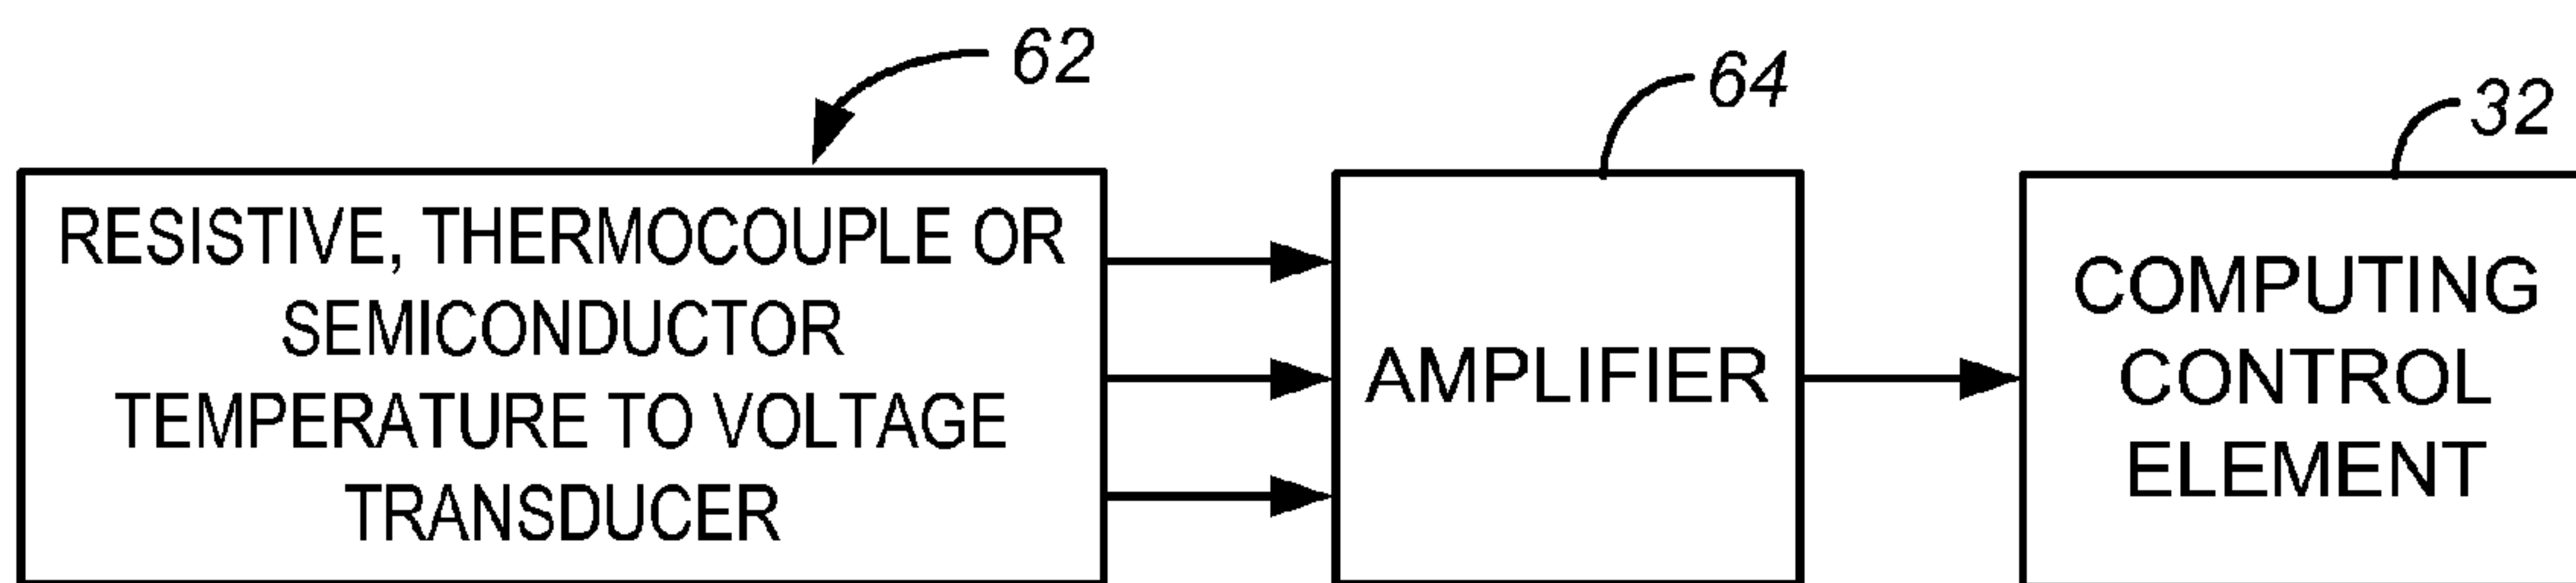 62
64
32
RESISTIVE, THERMOCOUPLE OR
SEMICONDUCTOR
TEMPERATURE TO VOLTAGE
TRANSDUCER
AMPLIFIER
COMPUTING
CONTROL
ELEMENT